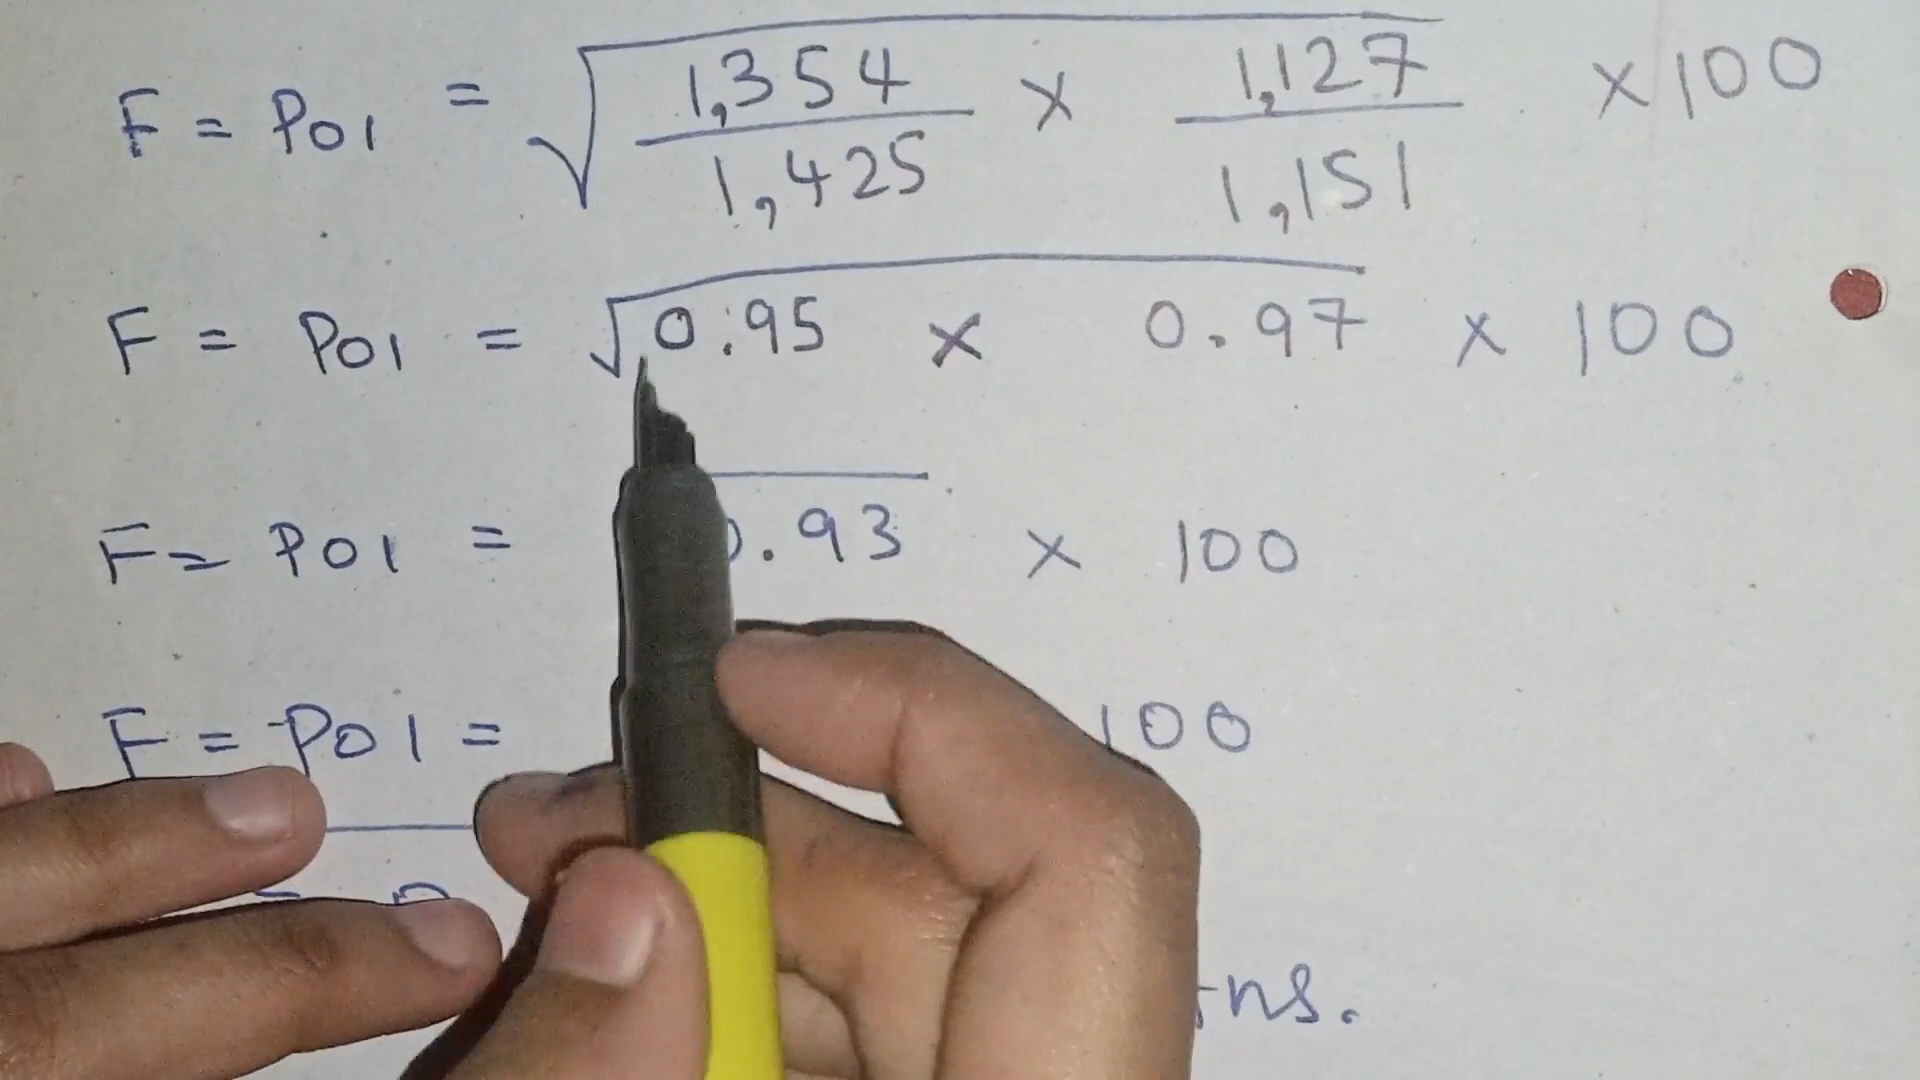 F = P01 = √ 1,354 / 1,425 × 1,127 / 1,151 × 100
F = P01 = √ 0.95 × 0.97 × 100
F = P01 = 0.93 × 100
F = P01 = 100